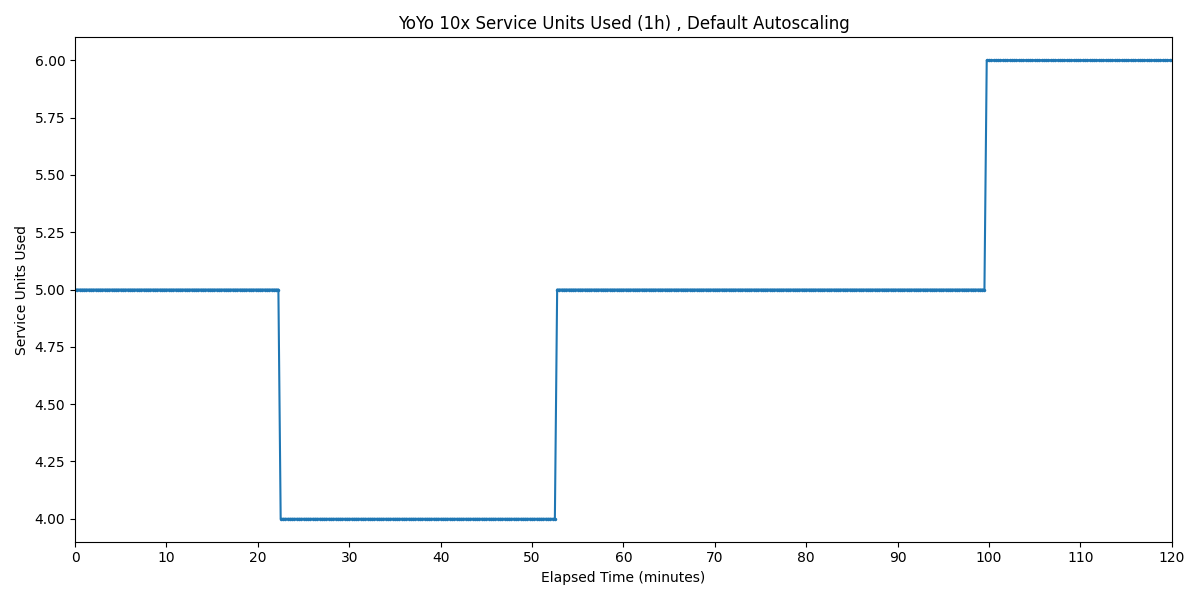 YoYo 10x Service Units Used (1h) , Default Autoscaling
6.00
5.75
5.50
5.25
5.00
4.75
4.50
4.25
4.00
Service Units Used
0 10 20 30 40 50 60 70 80 90 100 110 120
Elapsed Time (minutes)